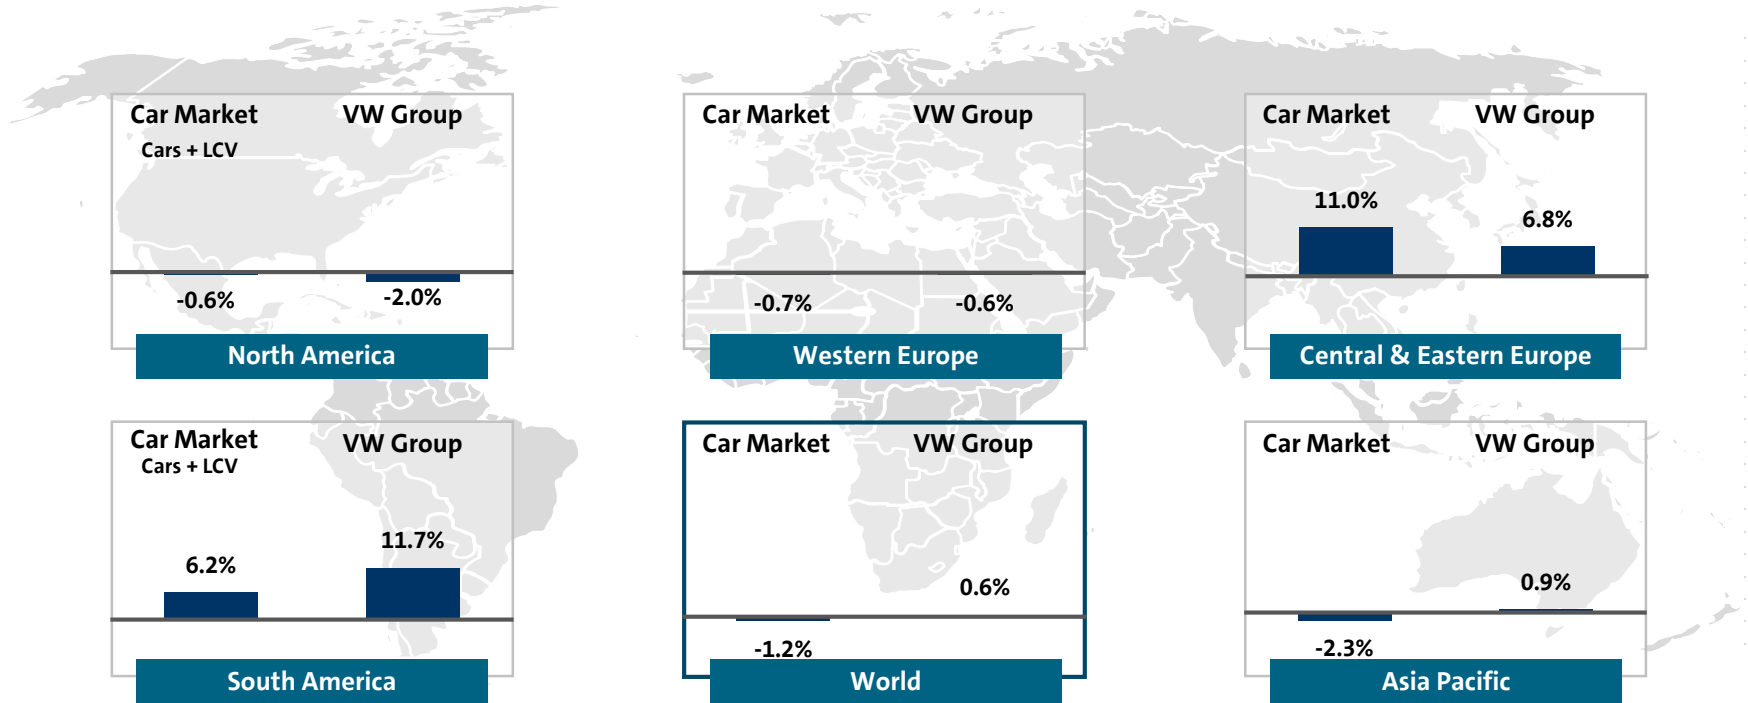 Car Market VW Group
Cars + LCV
-0.6% -2.0%
North America
Car Market VW Group
-0.7% -0.6%
Western Europe
Car Market VW Group
11.0% 6.8%
Central & Eastern Europe
Car Market VW Group
Cars + LCV
6.2% 11.7%
South America
Car Market VW Group
0.6%
-1.2%
World
Car Market VW Group
0.9%
-2.3%
Asia Pacific